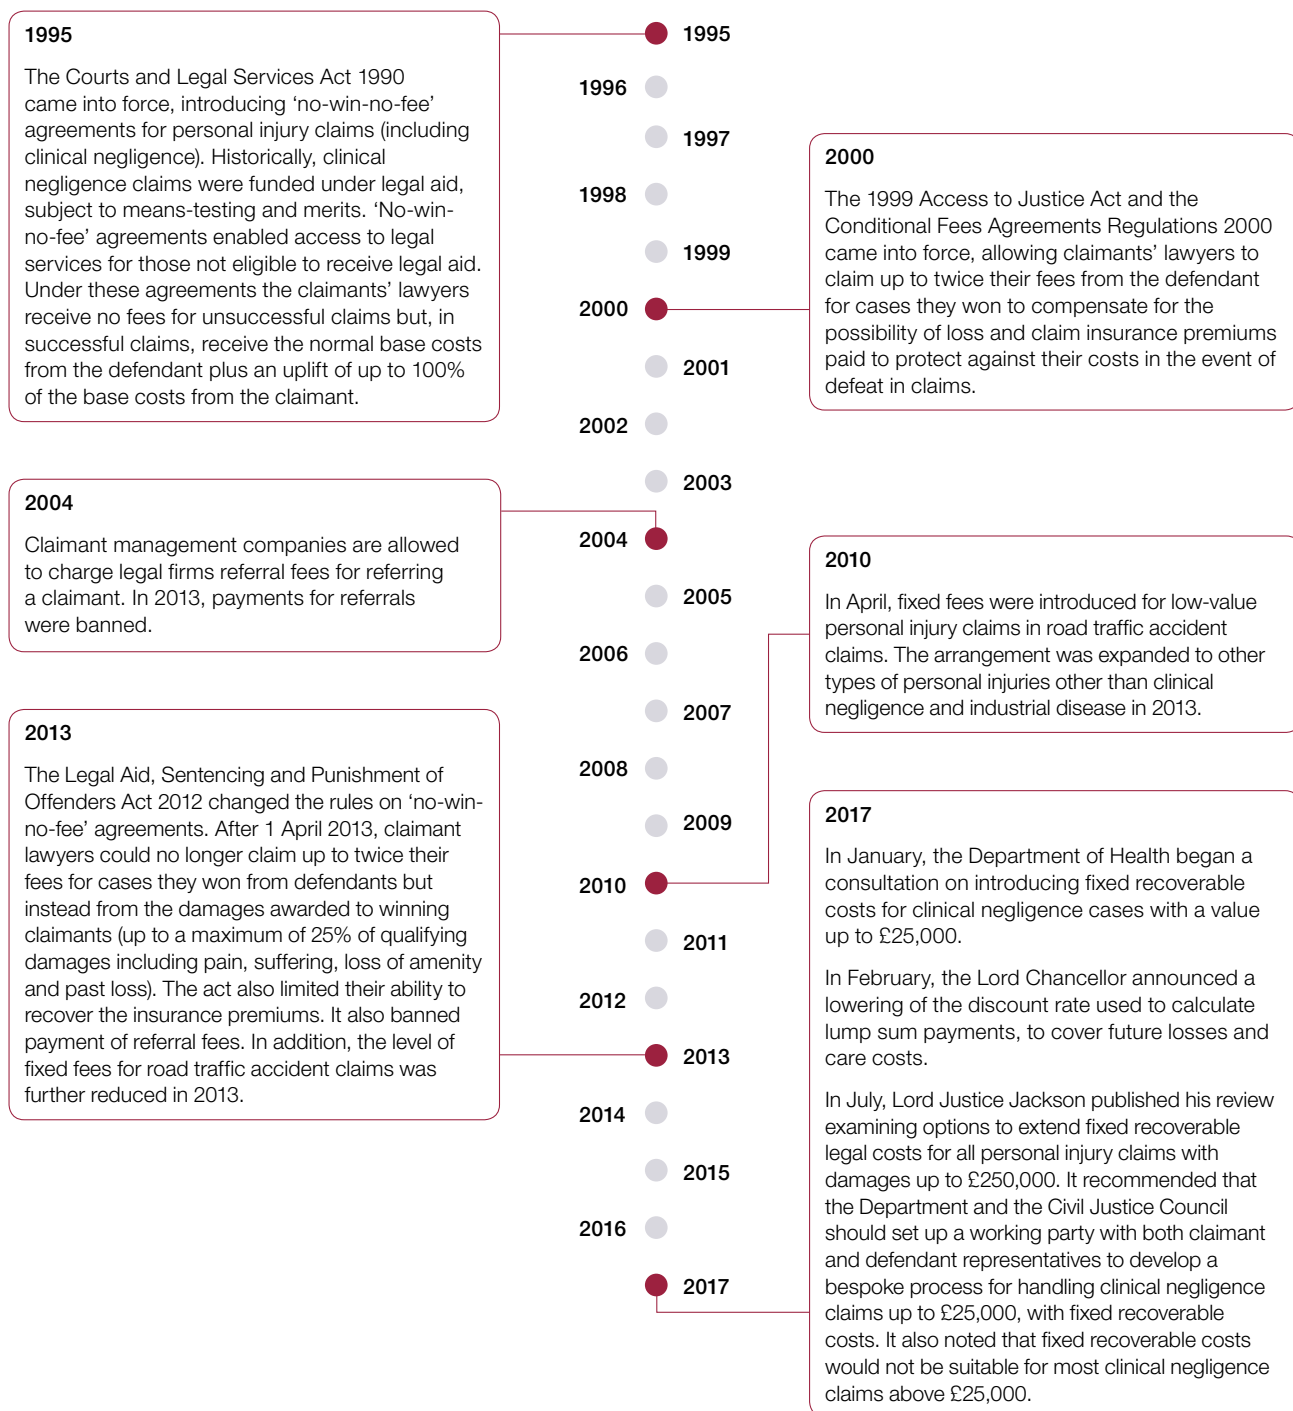 1995
The Courts and Legal Services Act 1990
came into force, introducing ‘no-win-no-fee’
agreements for personal injury claims (including
clinical negligence). Historically, clinical
negligence claims were funded under legal aid,
subject to means-testing and merits. ‘No-win-
no-fee’ agreements enabled access to legal
services for those not eligible to receive legal aid.
Under these agreements the claimants’ lawyers
receive no fees for unsuccessful claims but, in
successful claims, receive the normal base costs
from the defendant plus an uplift of up to 100%
of the base costs from the claimant.
2004
Claimant management companies are allowed
to charge legal firms referral fees for referring
a claimant. In 2013, payments for referrals
were banned.
2013
The Legal Aid, Sentencing and Punishment of
Offenders Act 2012 changed the rules on ‘no-win-
no-fee’ agreements. After 1 April 2013, claimant
lawyers could no longer claim up to twice their
fees for cases they won from defendants but
instead from the damages awarded to winning
claimants (up to a maximum of 25% of qualifying
damages including pain, suffering, loss of amenity
and past loss). The act also limited their ability to
recover the insurance premiums. It also banned
payment of referral fees. In addition, the level of
fixed fees for road traffic accident claims was
further reduced in 2013.
1995
1996
1997
1998
1999
2000
2001
2002
2003
2004
2005
2006
2007
2008
2009
2010
2011
2012
2013
2014
2015
2016
2017
2000
The 1999 Access to Justice Act and the
Conditional Fees Agreements Regulations 2000
came into force, allowing claimants’ lawyers to
claim up to twice their fees from the defendant
for cases they won to compensate for the
possibility of loss and claim insurance premiums
paid to protect against their costs in the event of
defeat in claims.
2010
In April, fixed fees were introduced for low-value
personal injury claims in road traffic accident
claims. The arrangement was expanded to other
types of personal injuries other than clinical
negligence and industrial disease in 2013.
2017
In January, the Department of Health began a
consultation on introducing fixed recoverable
costs for clinical negligence cases with a value
up to £25,000.
In February, the Lord Chancellor announced a
lowering of the discount rate used to calculate
lump sum payments, to cover future losses and
care costs.
In July, Lord Justice Jackson published his review
examining options to extend fixed recoverable
legal costs for all personal injury claims with
damages up to £250,000. It recommended that
the Department and the Civil Justice Council
should set up a working party with both claimant
and defendant representatives to develop a
bespoke process for handling clinical negligence
claims up to £25,000, with fixed recoverable
costs. It also noted that fixed recoverable costs
would not be suitable for most clinical negligence
claims above £25,000.